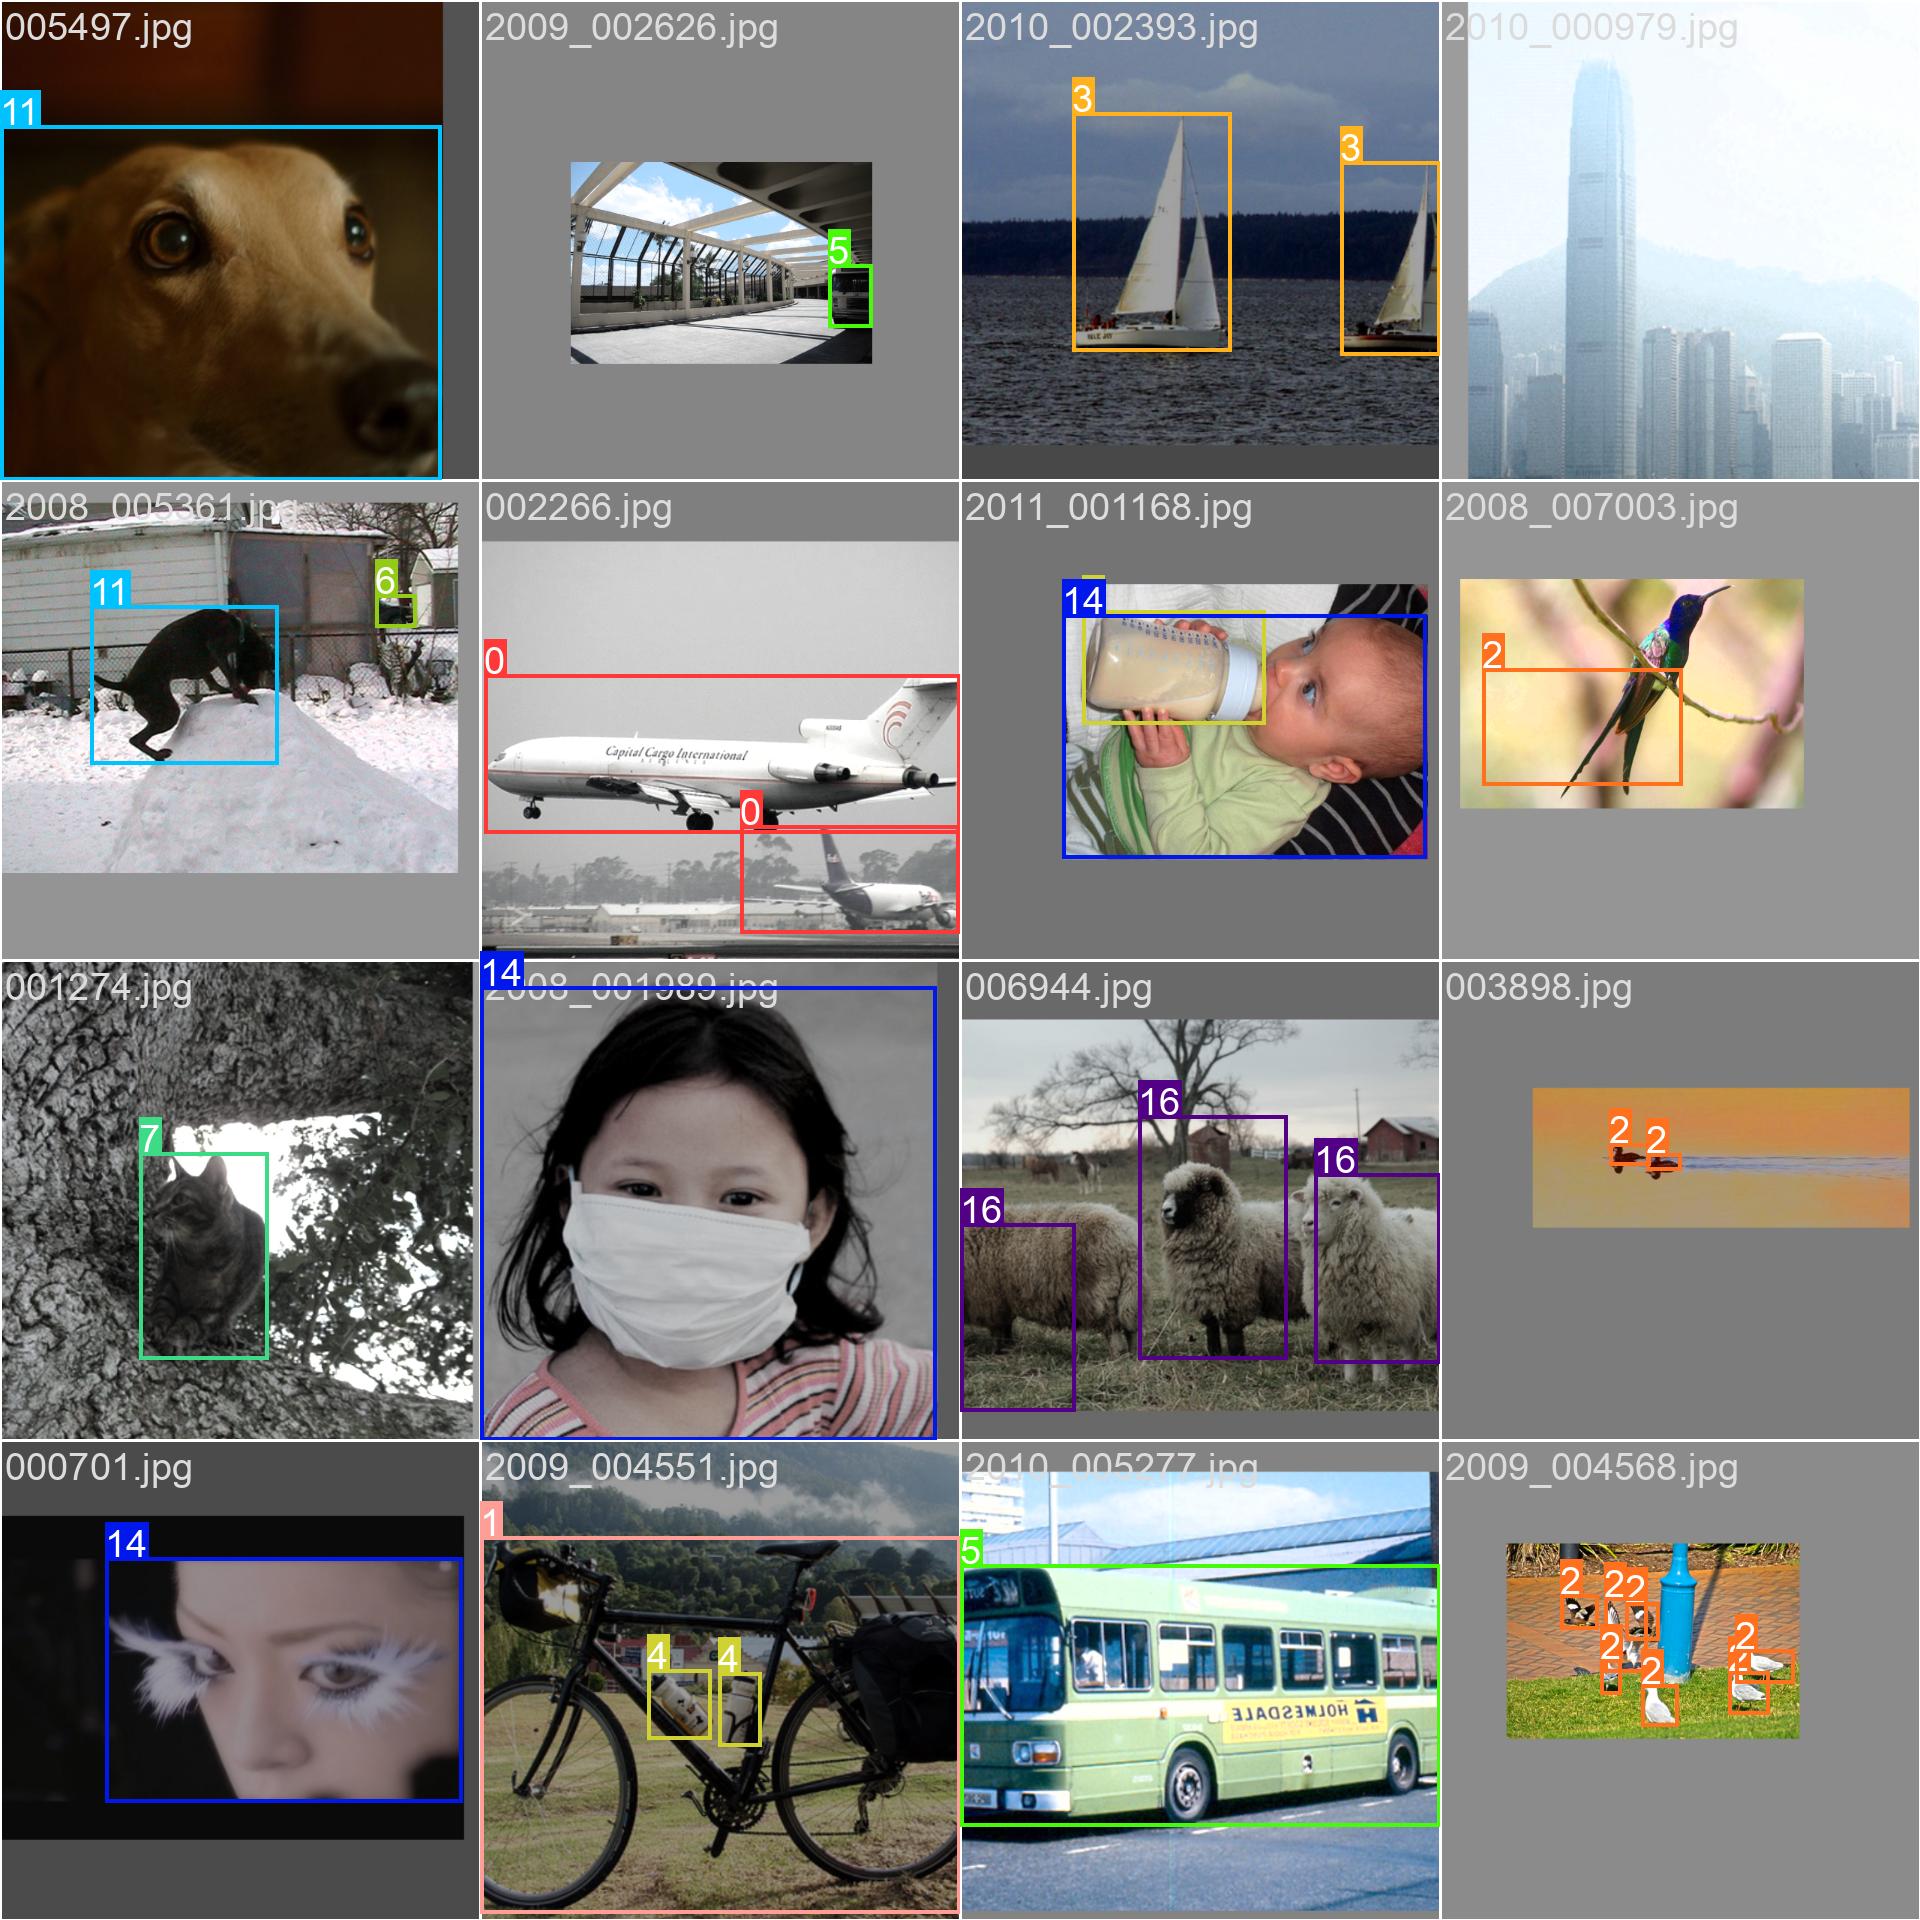 005497.jpg
2009_002626.jpg
2010_002393.jpg
2010_000979.jpg
11
5
3
3
2008_005361.jpg
002266.jpg
2011_001168.jpg
2008_007003.jpg
11
6
0
Capital Cargo International
0
14
2
001274.jpg
2008_001989.jpg
006944.jpg
003898.jpg
7
14
16
16
16
2
2
000701.jpg
2009_004551.jpg
2010_005277.jpg
2009_004568.jpg
14
1
4
4
5
HOLMESDALE
2
2
2
2
2
2